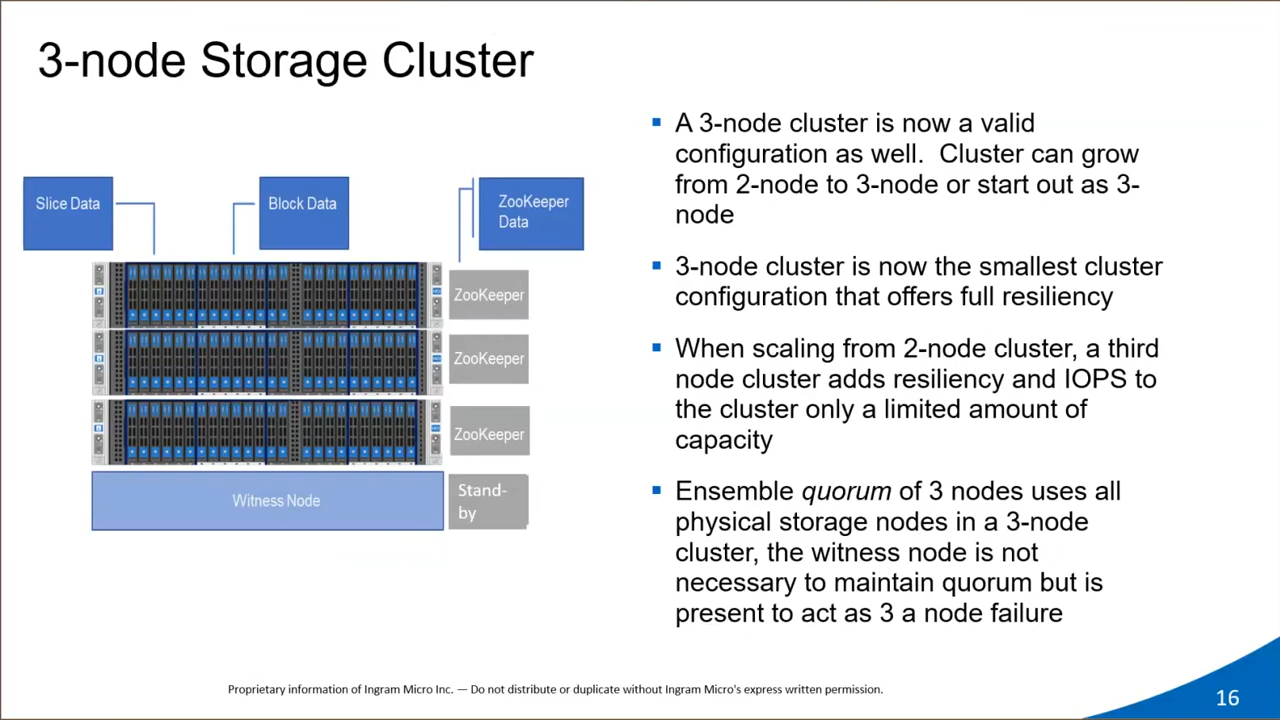 3-node Storage Cluster
Slice Data
Block Data
ZooKeeper
Data
ZooKeeper
ZooKeeper
ZooKeeper
Witness Node
Stand-
by
A 3-node cluster is now a valid
configuration as well.  Cluster can grow
from 2-node to 3-node or start out as 3-
node
3-node cluster is now the smallest cluster
configuration that offers full resiliency
When scaling from 2-node cluster, a third
node cluster adds resiliency and IOPS to
the cluster only a limited amount of
capacity
Ensemble quorum of 3 nodes uses all
physical storage nodes in a 3-node
cluster, the witness node is not
necessary to maintain quorum but is
present to act as 3 a node failure
Proprietary information of Ingram Micro Inc. — Do not distribute or duplicate without Ingram Micro's express written permission.
16